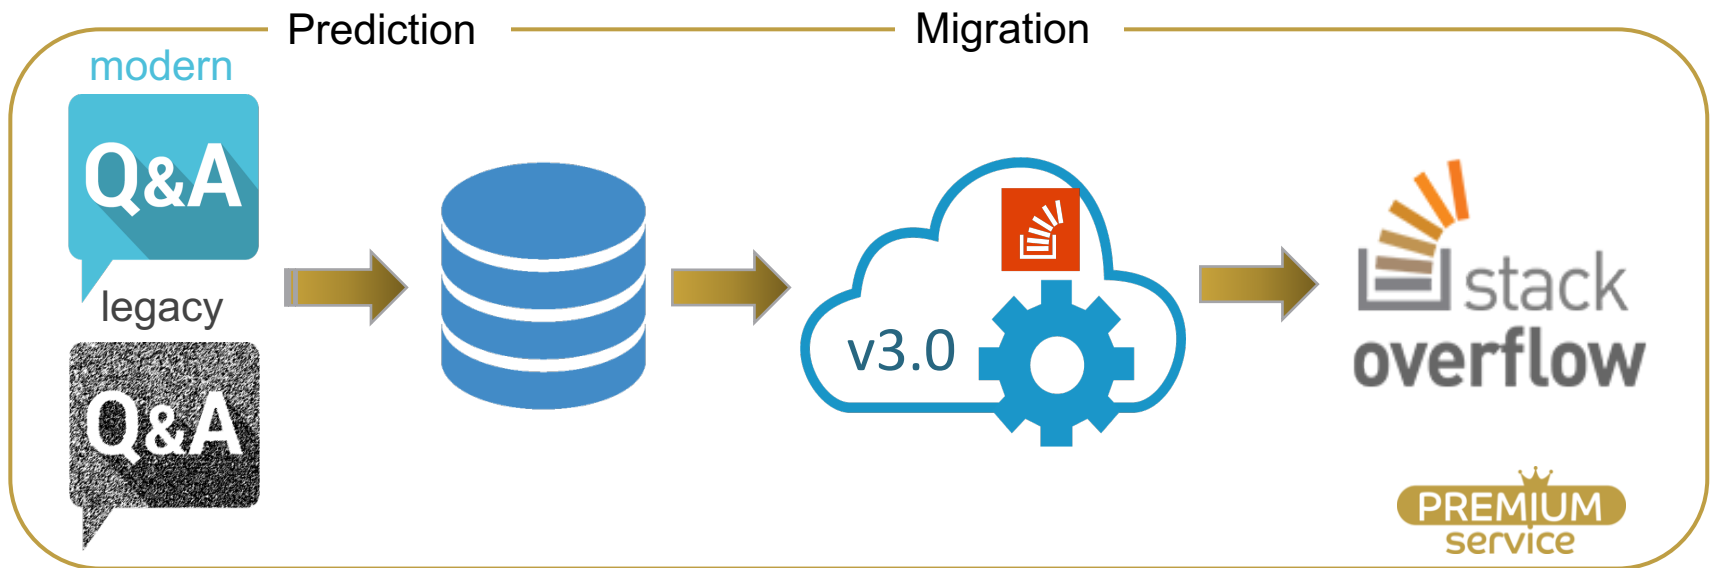 Prediction
Migration
modern
Q&A
legacy
Q&A
v3.0
stack
overflow
PREMIUM
service